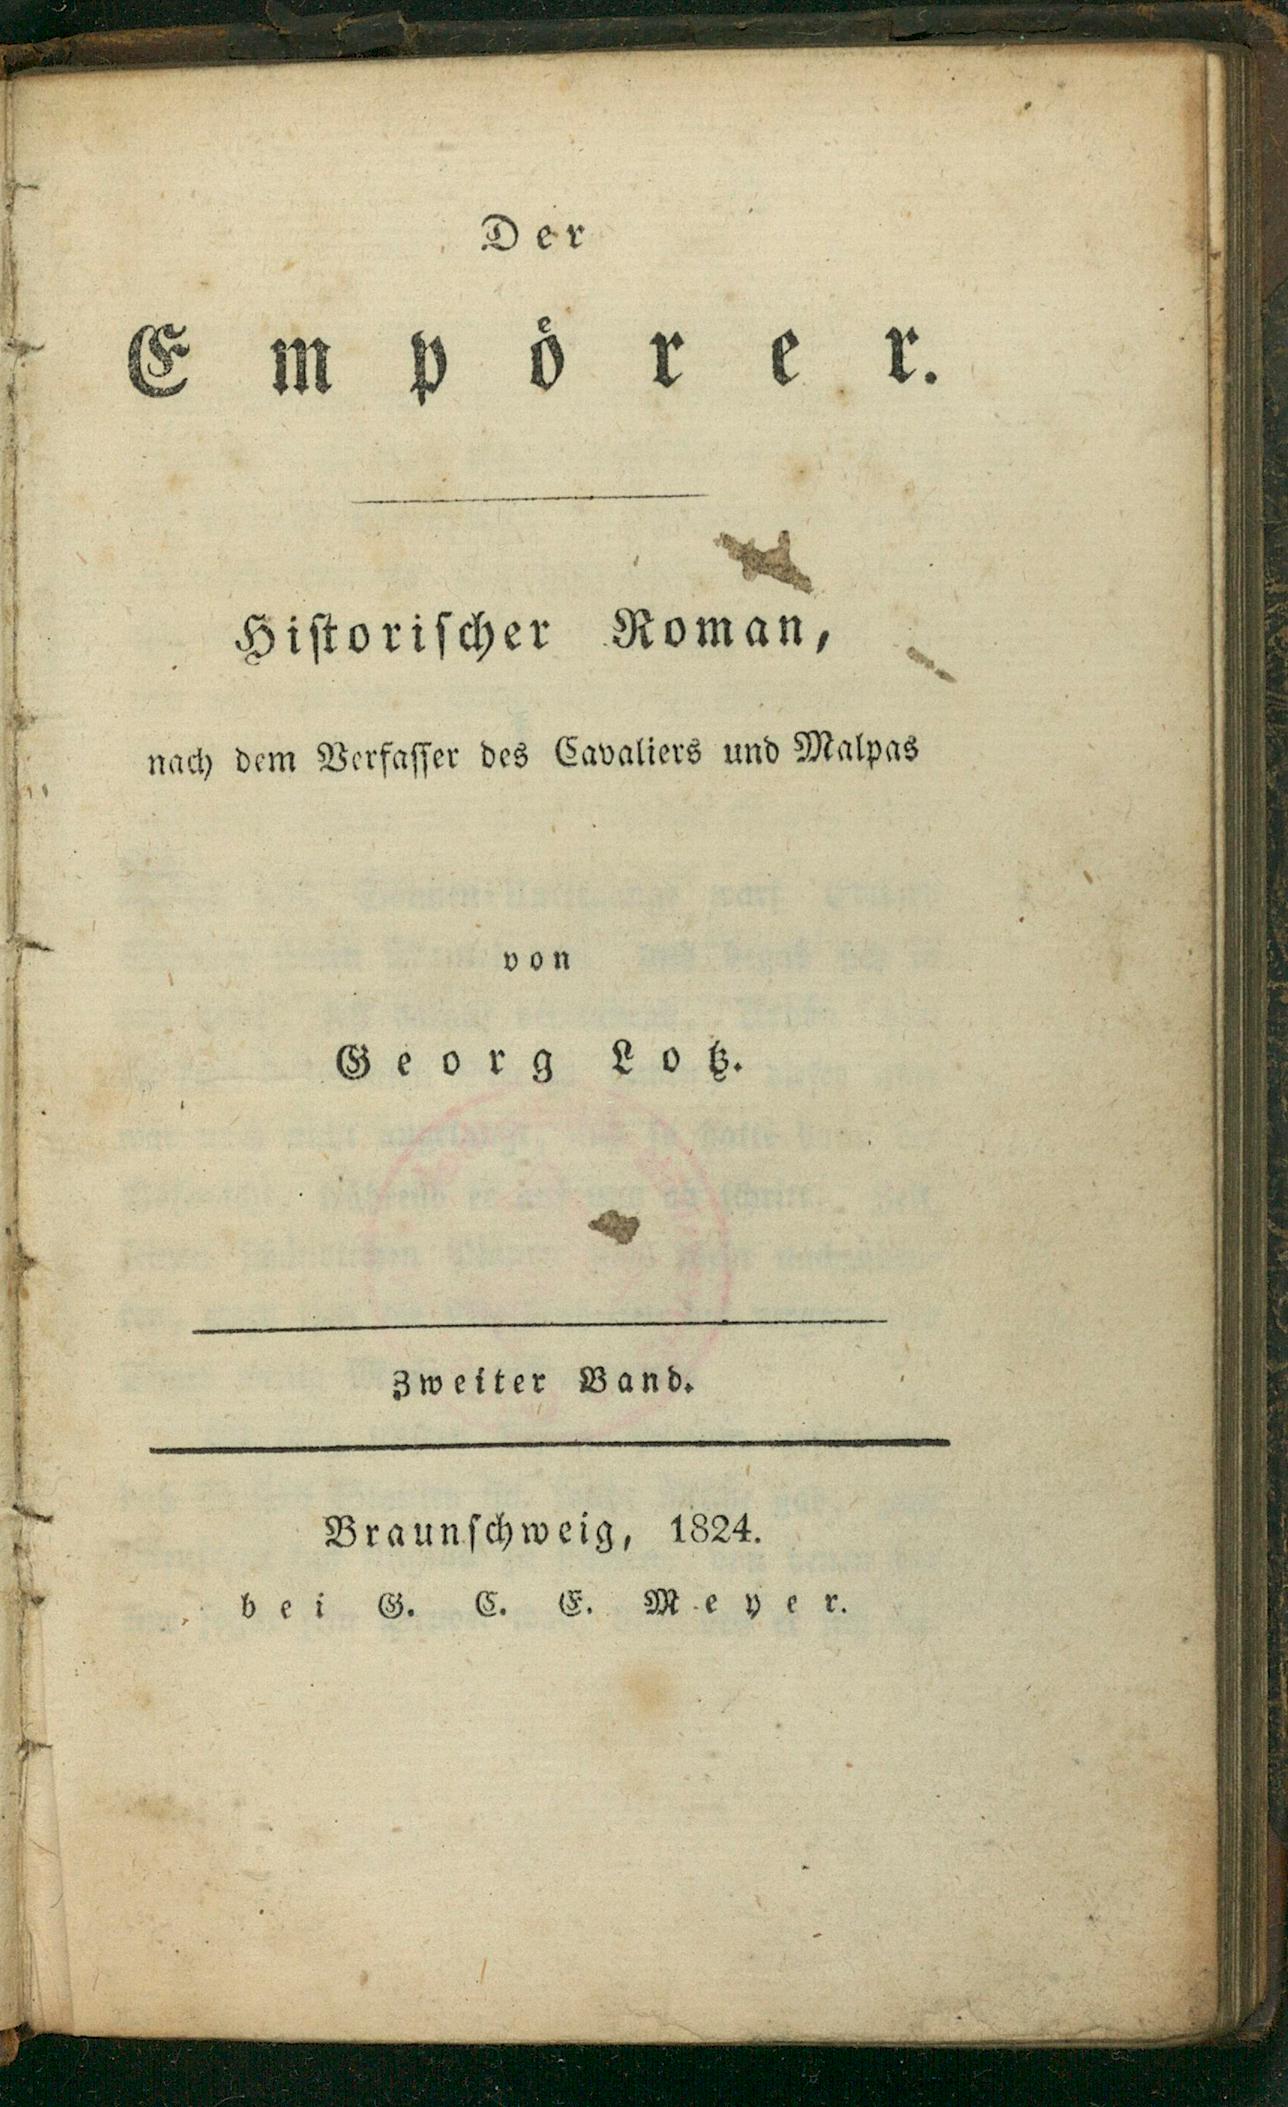 Der
Empörer.
Hiſtoriſcher Roman,
nach dem Verfaſſer des Cavaliers und Malpas
von
Georg Lotz.
Zweiter Band.
Braunſchweig, 1824.
bei G. C. E. Meyer.